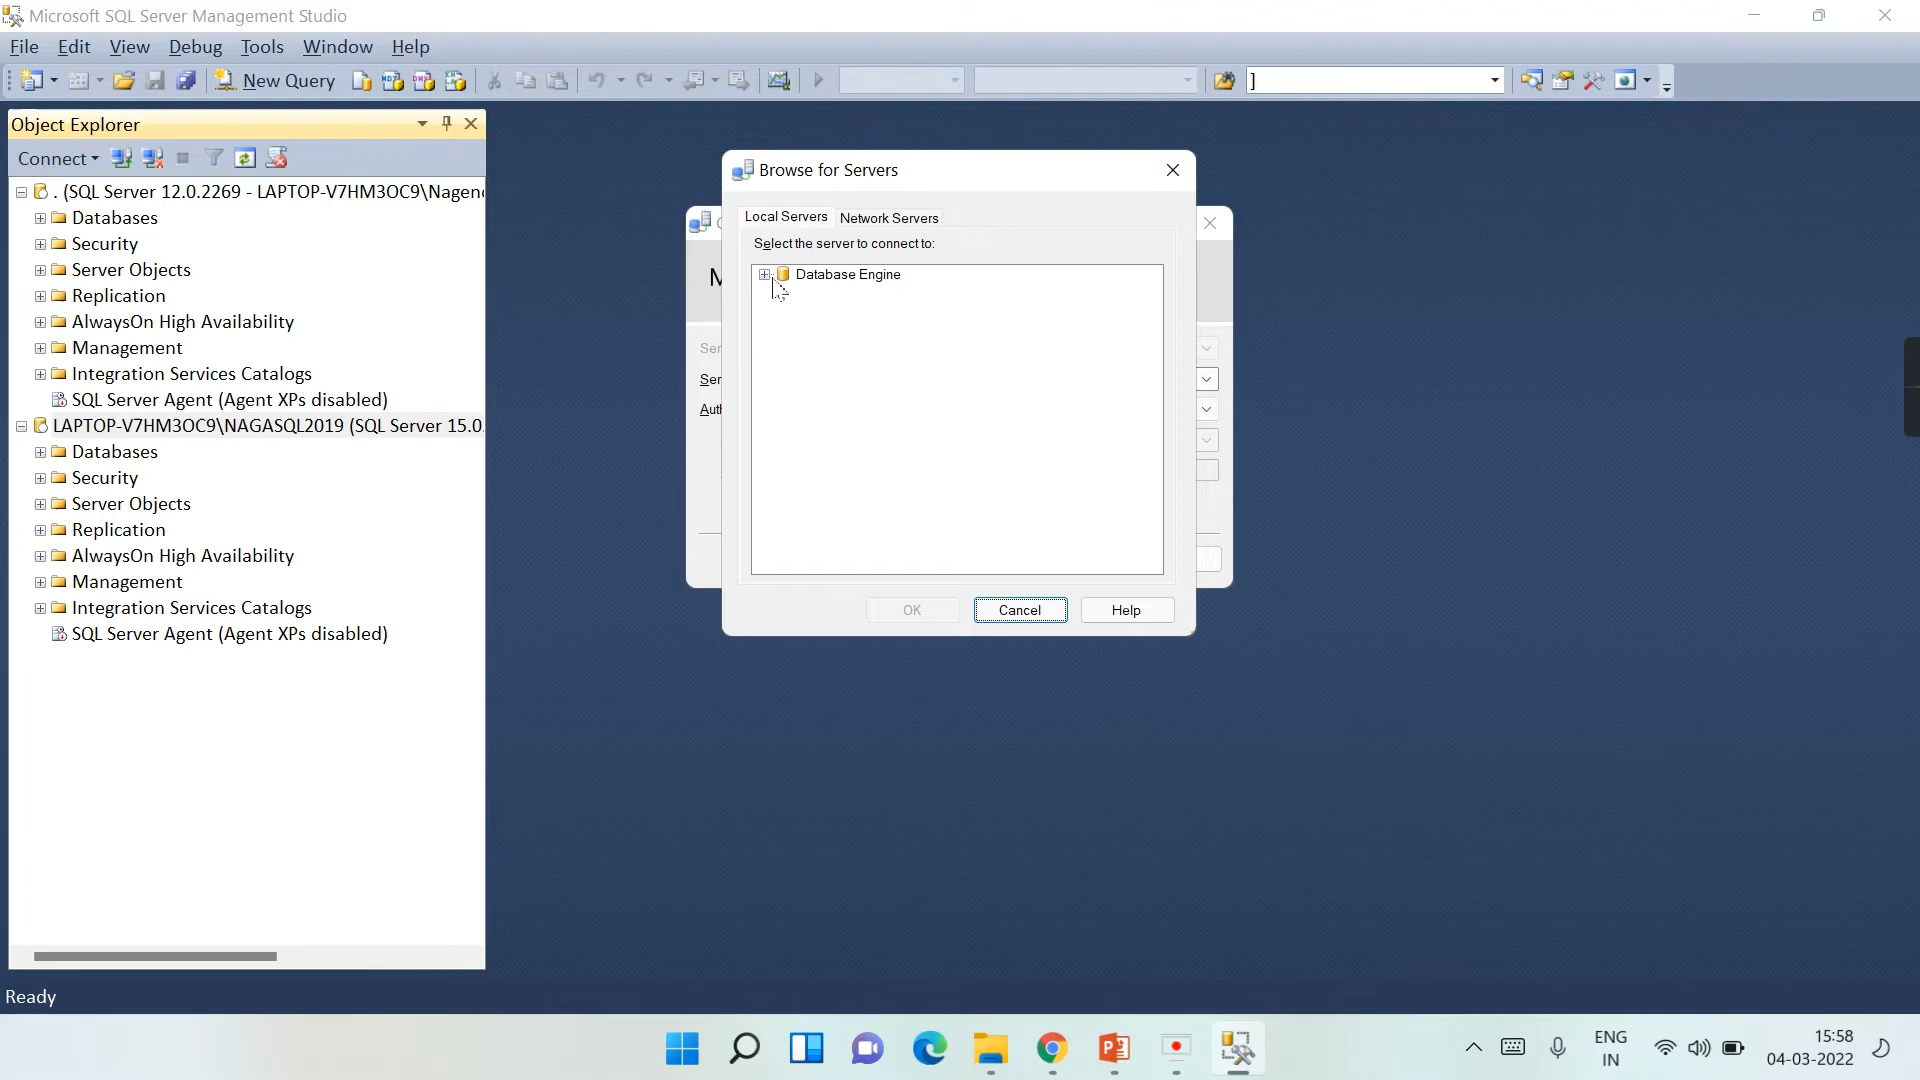 Microsoft SQL Server Management Studio
File Edit View Debug Tools Window Help
New Query
]
Object Explorer
Connect
. (SQL Server 12.0.2269 - LAPTOP-V7HM3OC9\Nagen
Databases
Security
Server Objects
Replication
AlwaysOn High Availability
Management
Integration Services Catalogs
SQL Server Agent (Agent XPs disabled)
LAPTOP-V7HM3OC9\NAGASQL2019 (SQL Server 15.0.
Databases
Security
Server Objects
Replication
AlwaysOn High Availability
Management
Integration Services Catalogs
SQL Server Agent (Agent XPs disabled)
Browse for Servers
Local Servers
Network Servers
Select the server to connect to:
Database Engine
M
Ser
Ser
Aut
OK
Cancel
Help
Ready
ENG
IN
15:58
04-03-2022